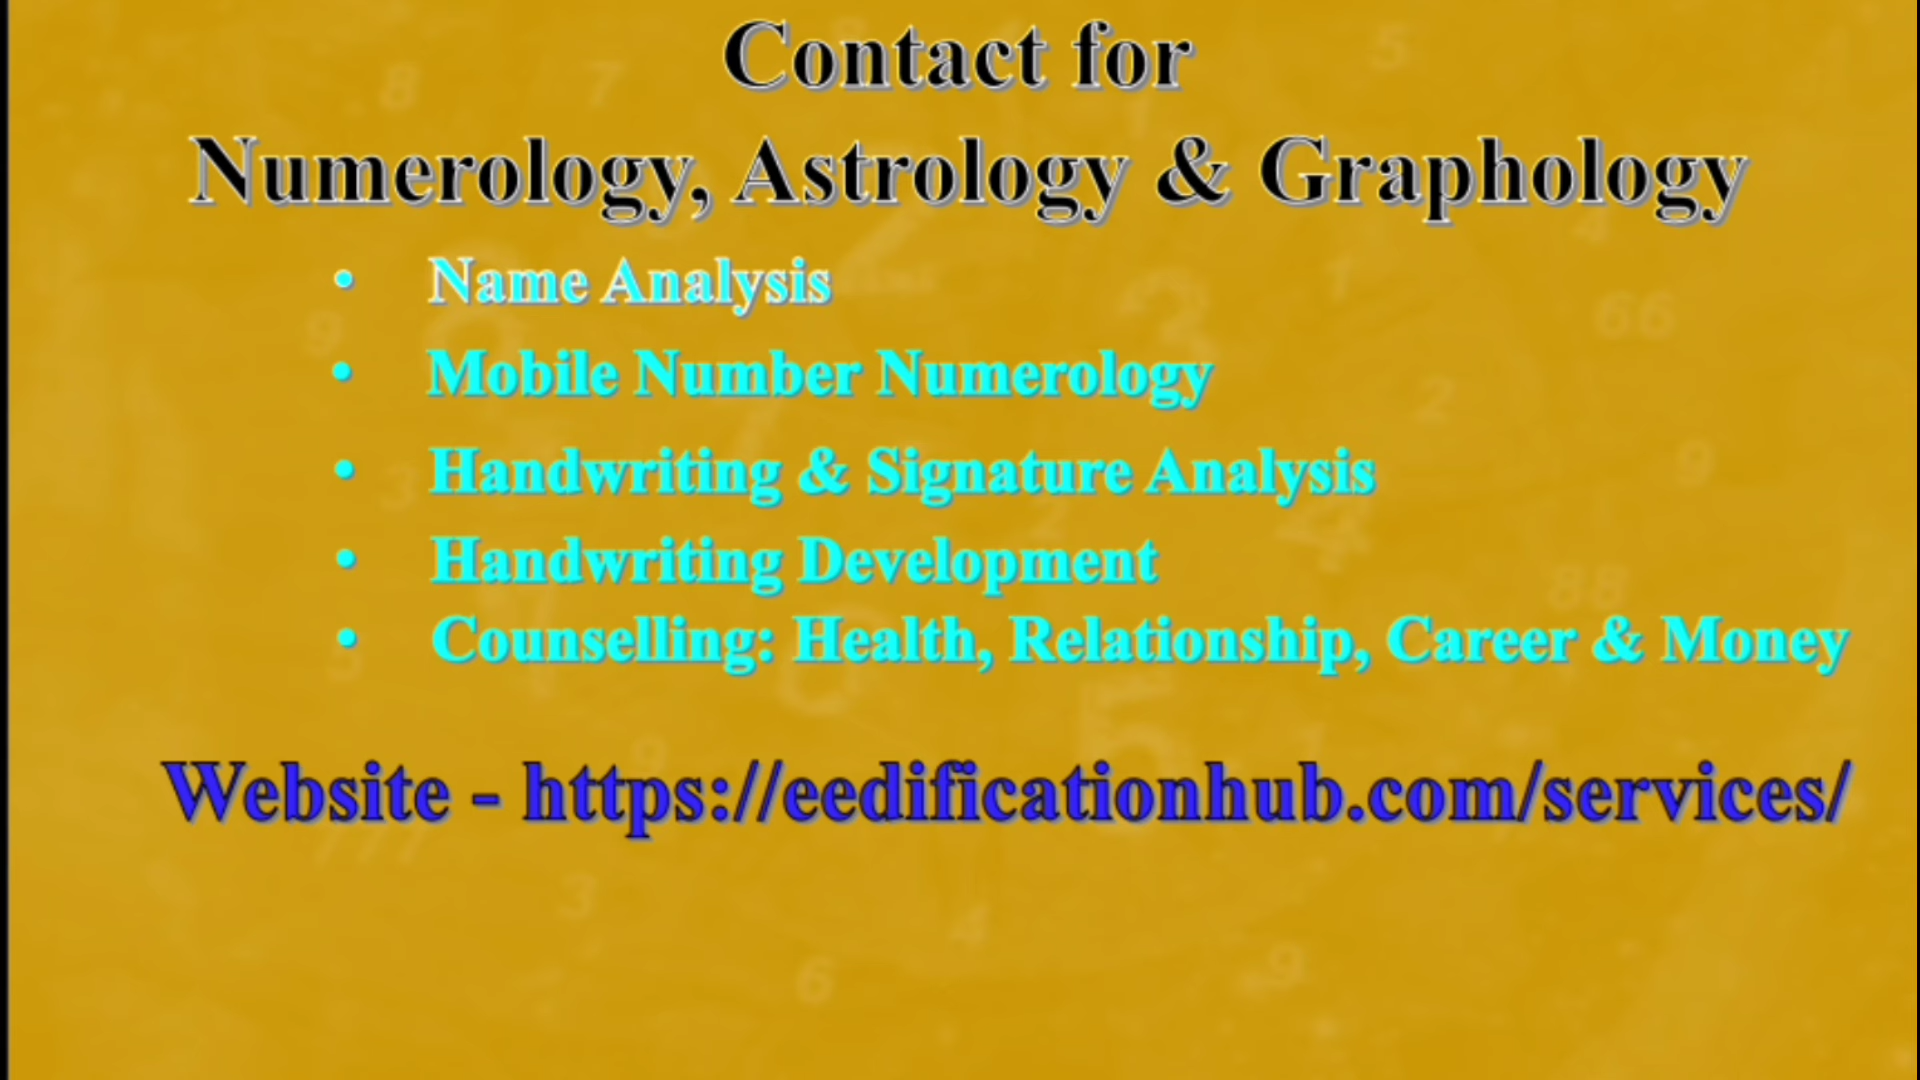 Contact for
Numerology, Astrology & Graphology
• Name Analysis
• Mobile Number Numerology
• Handwriting & Signature Analysis
• Handwriting Development
• Counselling: Health, Relationship, Career & Money
Website - https://eedificationhub.com/services/